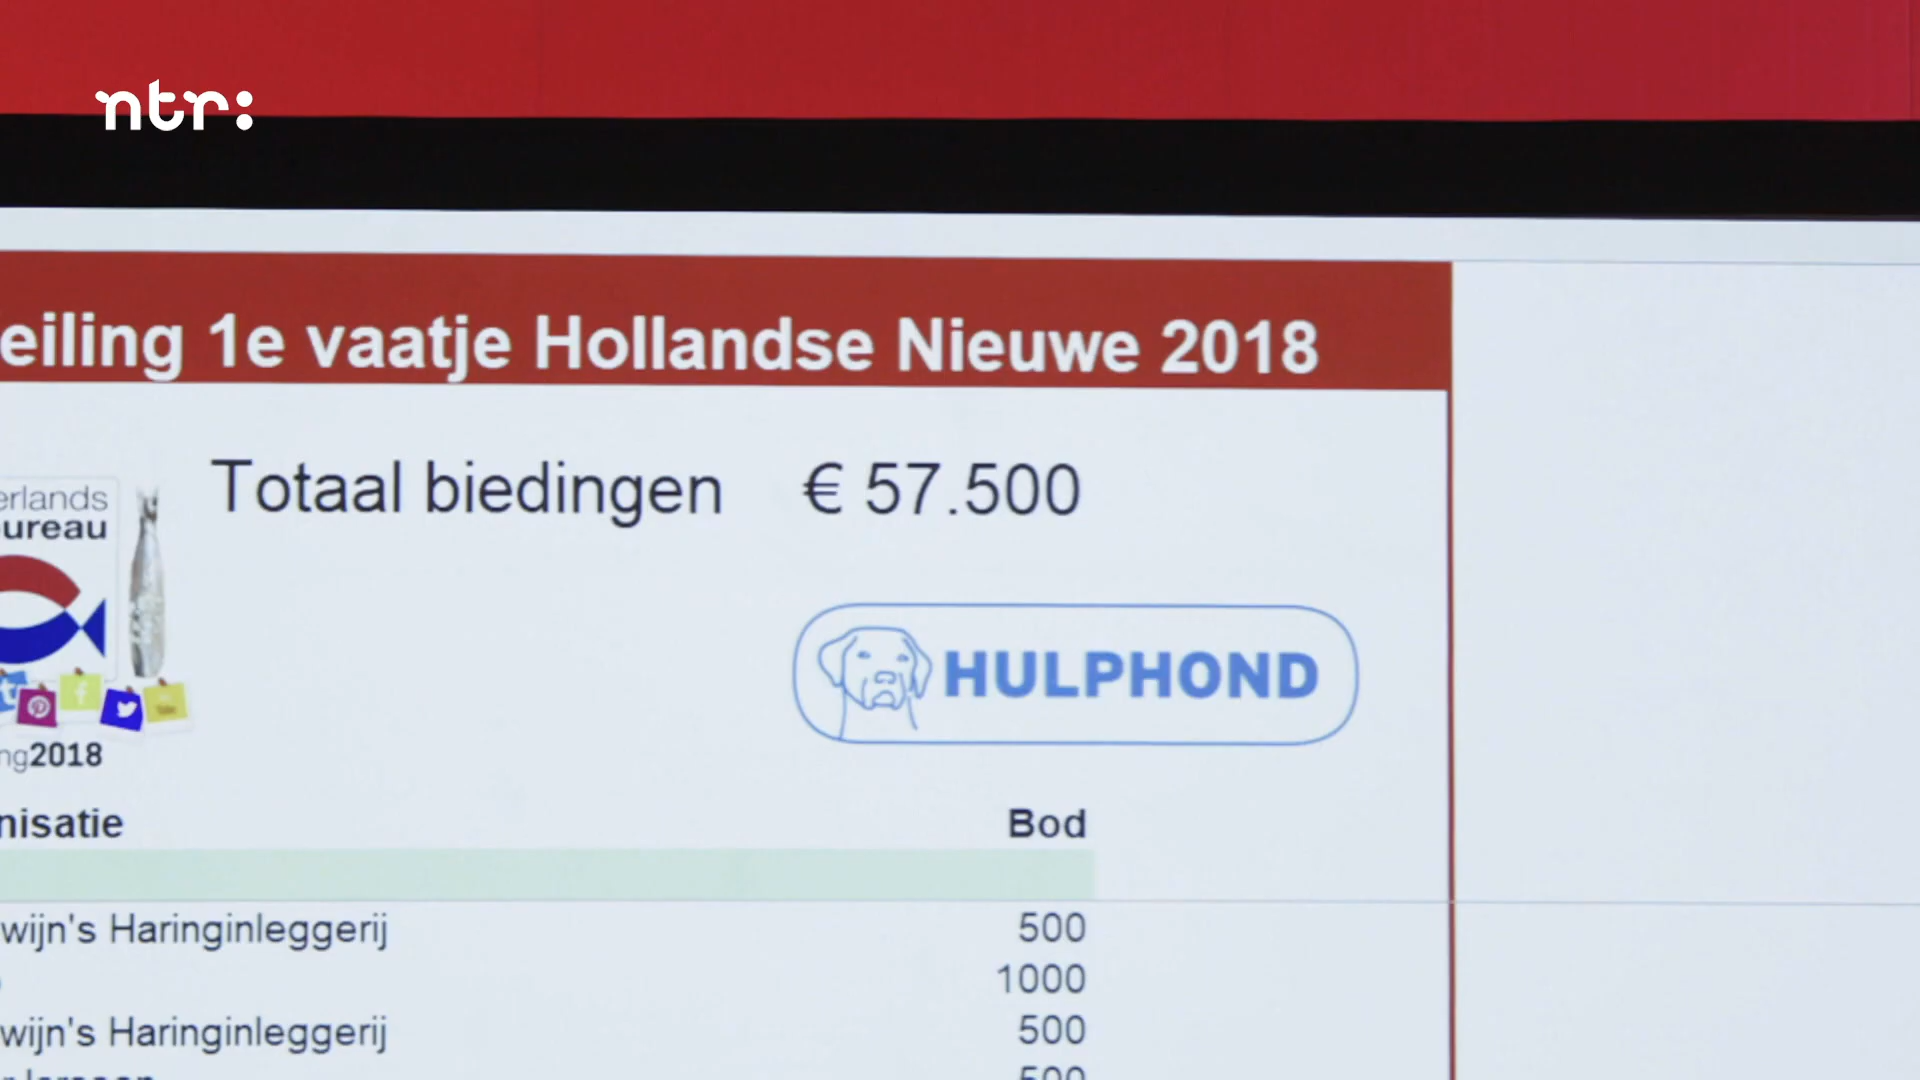 ntr:
eiling 1e vaatje Hollandse Nieuwe 2018
Totaal biedingen € 57.500
erlands
ureau
HULPHOND
ng2018
nisatie Bod
wijn's Haringinleggerij 500
1000
wijn's Haringinleggerij 500
500